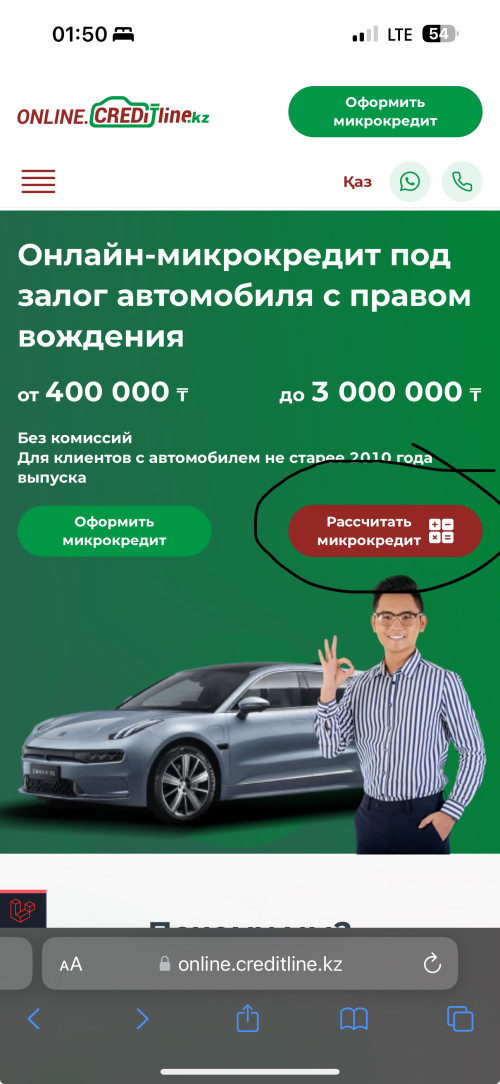 01:50
LTE
54
ONLINE.CREDITline.kz
Оформить
микрокредит
Қаз
Онлайн-микрокредит под
залог автомобиля с правом
вождения
от 400 000 ₸
до 3 000 000 ₸
Без комиссий
Для клиентов с автомобилем не старее 2010 года
выпуска
Оформить
микрокредит
Рассчитать
микрокредит
AA
online.creditline.kz